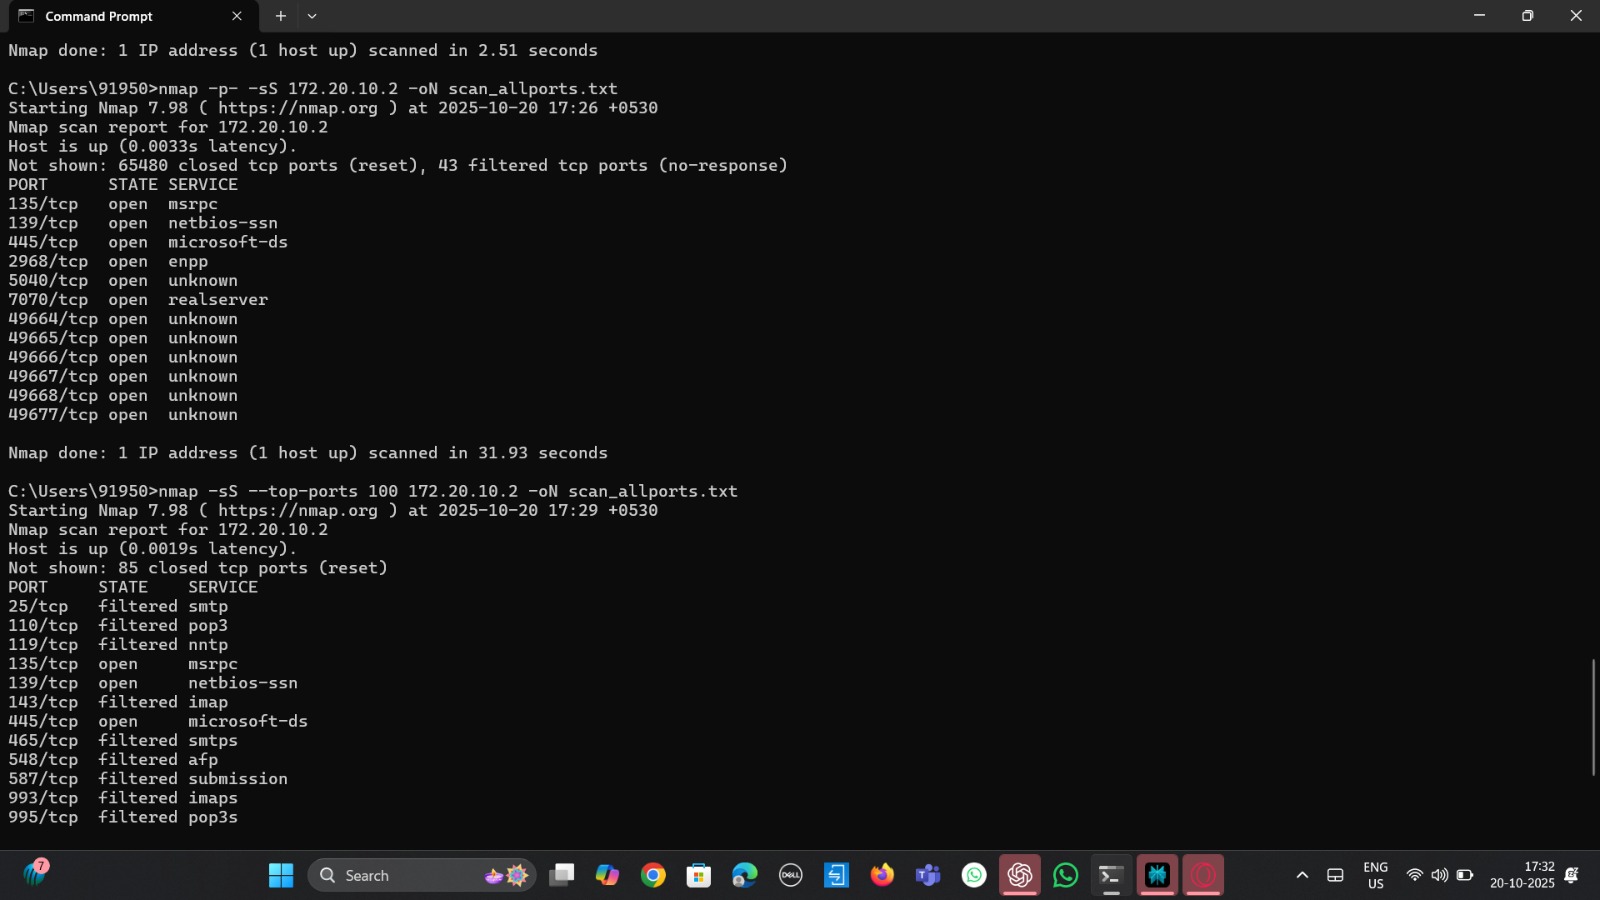 Command Prompt
Nmap done: 1 IP address (1 host up) scanned in 2.51 seconds
C:\Users\91950>nmap -p- -sS 172.20.10.2 -oN scan_allports.txt
Starting Nmap 7.98 ( https://nmap.org ) at 2025-10-20 17:26 +0530
Nmap scan report for 172.20.10.2
Host is up (0.0033s latency).
Not shown: 65480 closed tcp ports (reset), 43 filtered tcp ports (no-response)
PORT      STATE SERVICE
135/tcp   open  msrpc
139/tcp   open  netbios-ssn
445/tcp   open  microsoft-ds
2968/tcp  open  enpp
5040/tcp  open  unknown
7070/tcp  open  realserver
49664/tcp open  unknown
49665/tcp open  unknown
49666/tcp open  unknown
49667/tcp open  unknown
49668/tcp open  unknown
49677/tcp open  unknown
Nmap done: 1 IP address (1 host up) scanned in 31.93 seconds
C:\Users\91950>nmap -sS --top-ports 100 172.20.10.2 -oN scan_allports.txt
Starting Nmap 7.98 ( https://nmap.org ) at 2025-10-20 17:29 +0530
Nmap scan report for 172.20.10.2
Host is up (0.0019s latency).
Not shown: 85 closed tcp ports (reset)
PORT     STATE    SERVICE
25/tcp   filtered smtp
110/tcp  filtered pop3
119/tcp  filtered nntp
135/tcp  open     msrpc
139/tcp  open     netbios-ssn
143/tcp  filtered imap
445/tcp  open     microsoft-ds
465/tcp  filtered smtps
548/tcp  filtered afp
587/tcp  filtered submission
993/tcp  filtered imaps
995/tcp  filtered pop3s
7
Search
DELL
ENG
US
17:32
20-10-2025